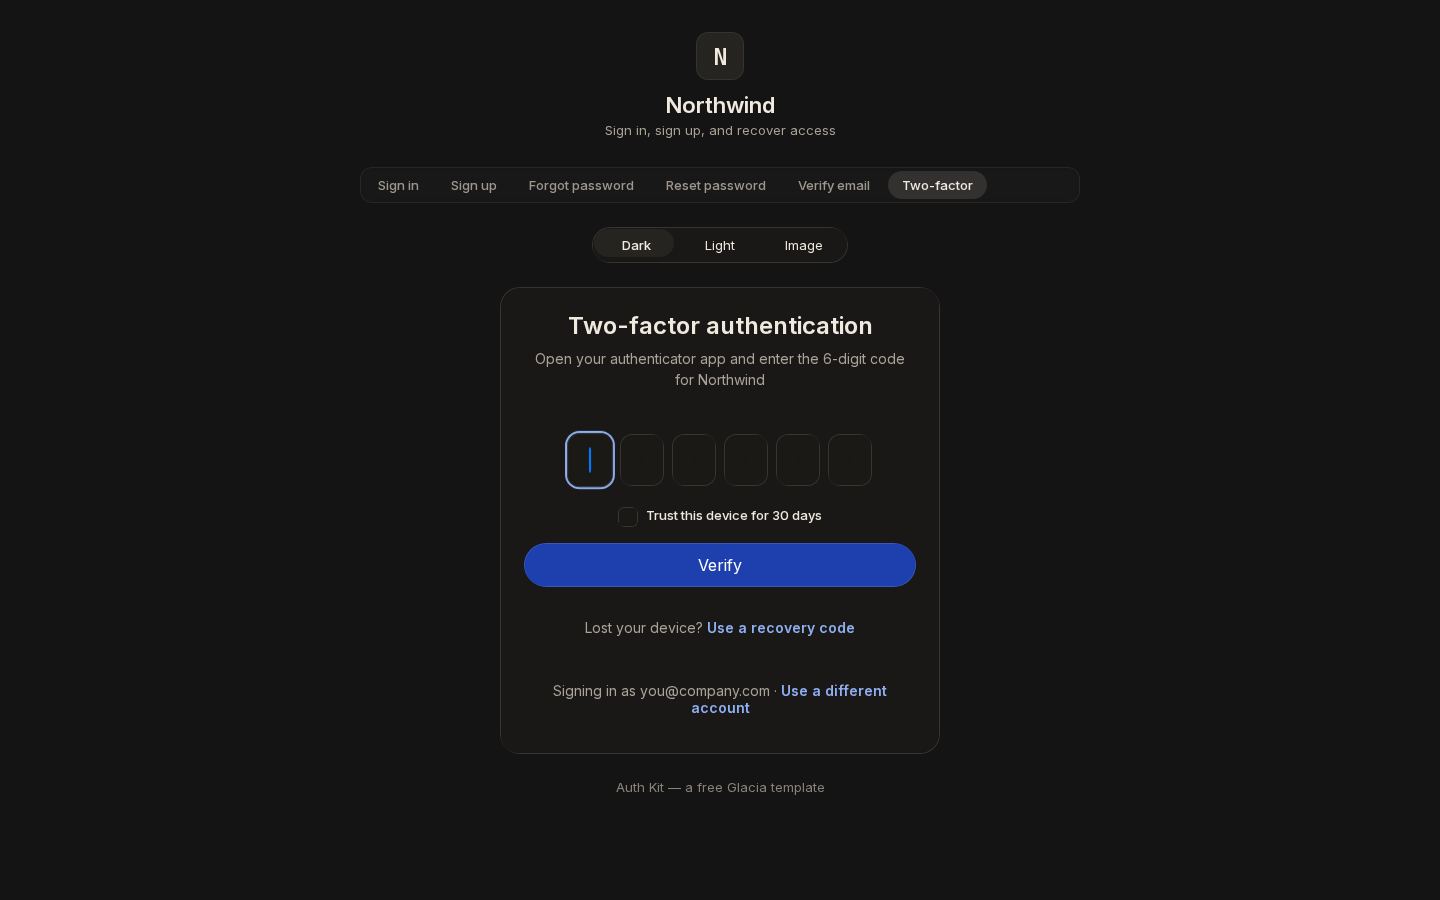 N
Northwind
Sign in, sign up, and recover access
Sign in Sign up Forgot password Reset password Verify email Two-factor
Dark Light Image
Two-factor authentication
Open your authenticator app and enter the 6-digit code
for Northwind
Trust this device for 30 days
Verify
Lost your device? Use a recovery code
Signing in as you@company.com · Use a different
account
Auth Kit — a free Glacia template